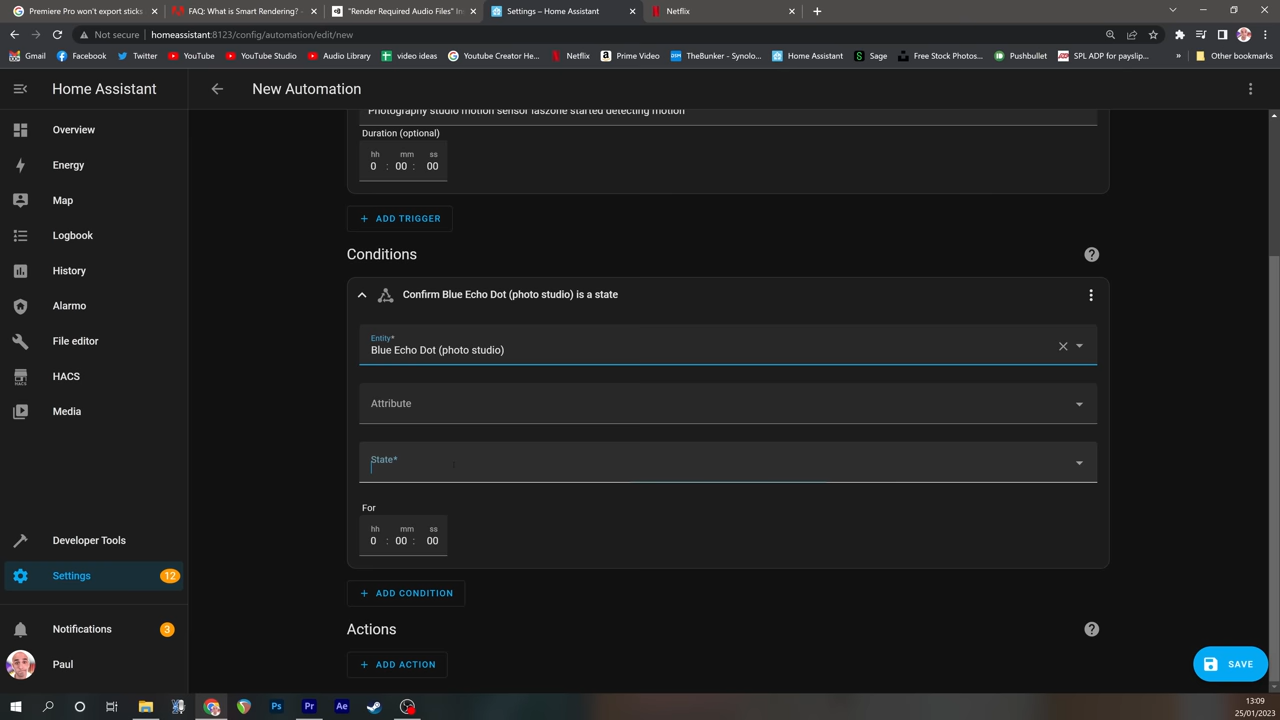 Premiere Pro won't export sticks
FAQ: What is Smart Rendering? -
"Render Required Audio Files" Ins
Settings – Home Assistant
Netflix
Not secure
homeassistant:8123/config/automation/edit/new
Gmail
Facebook
Twitter
YouTube
YouTube Studio
Audio Library
video ideas
Youtube Creator He...
Netflix
Prime Video
TheBunker - Synolo...
Home Assistant
Sage
Free Stock Photos...
Pushbullet
SPL ADP for payslip...
»
Other bookmarks
Home Assistant
New Automation
Overview
Energy
Map
Logbook
History
Alarmo
File editor
HACS
HACS
Media
Developer Tools
Settings
12
Notifications
3
Paul
Photography studio motion sensor Iaszone started detecting motion
Duration (optional)
hh mm ss
0 : 00 : 00
+ ADD TRIGGER
Conditions
Confirm Blue Echo Dot (photo studio) is a state
Entity*
Blue Echo Dot (photo studio)
Attribute
State*
For
hh mm ss
0 : 00 : 00
+ ADD CONDITION
Actions
+ ADD ACTION
SAVE
Ps
Pr
Ae
13:09
25/01/2023